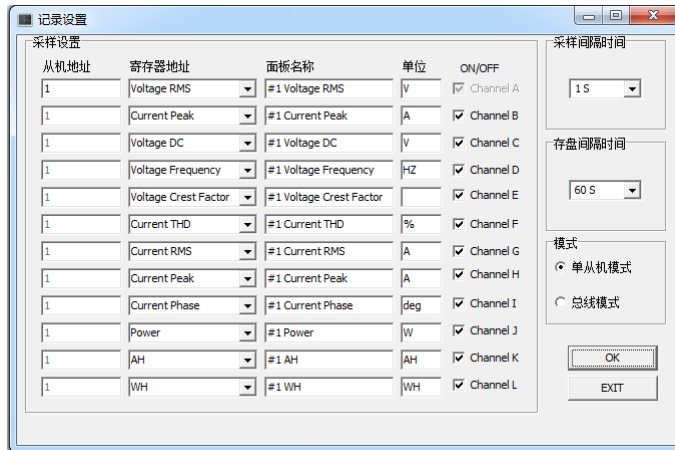 记录设置
采样设置
从机地址 寄存器地址 面板名称 单位 ON/OFF
1 Voltage RMS #1 Voltage RMS V Channel A
1 Current Peak #1 Current Peak A Channel B
1 Voltage DC #1 Voltage DC V Channel C
1 Voltage Frequency #1 Voltage Frequency HZ Channel D
1 Voltage Crest Factor #1 Voltage Crest Factor Channel E
1 Current THD #1 Current THD % Channel F
1 Current RMS #1 Current RMS A Channel G
1 Current Peak #1 Current Peak A Channel H
1 Current Phase #1 Current Phase deg Channel I
1 Power #1 Power W Channel J
1 AH #1 AH AH Channel K
1 WH #1 WH WH Channel L
采样间隔时间
1 S
存盘间隔时间
60 S
模式
单从机模式
总线模式
OK
EXIT